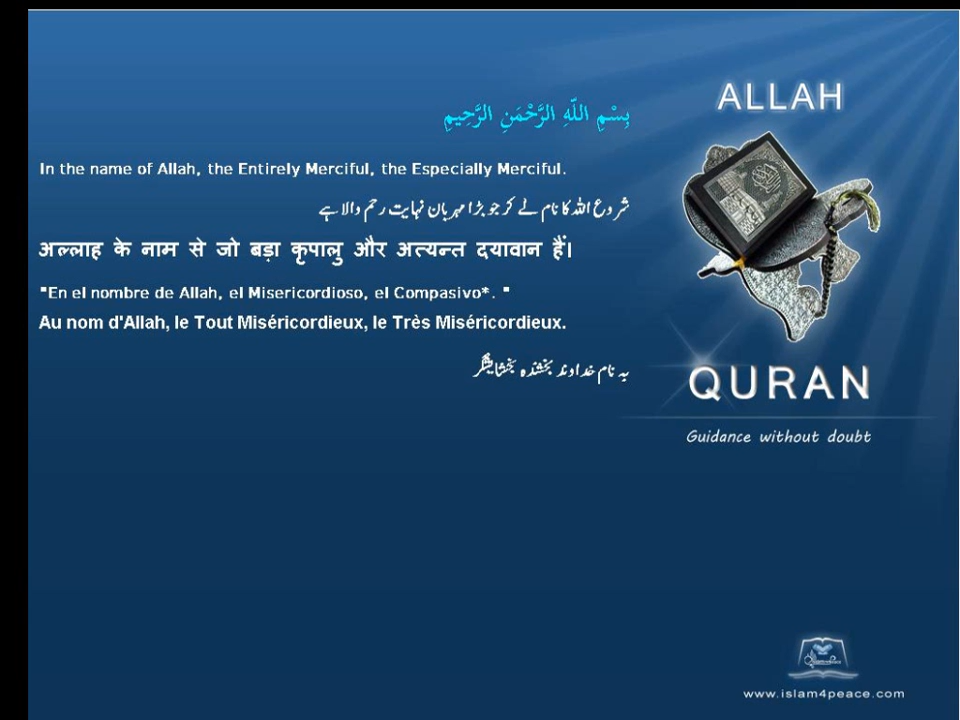 بِسْمِ اللّهِ الرَّحْمَنِ الرَّحِيمِ
In the name of Allah, the Entirely Merciful, the Especially Merciful.
شروع اللہ کا نام لے کر جو بڑا مہربان نہایت رحم والا ہے
अल्लाह के नाम से जो बड़ा कृपालु और अत्यन्त दयावान हैं।
"En el nombre de Allah, el Misericordioso, el Compasivo*. "
Au nom d'Allah, le Tout Miséricordieux, le Très Miséricordieux.
به نام خداوند بخشنده بخشایشگر
ALLAH
QURAN
Guidance without doubt
www.islam4peace.com